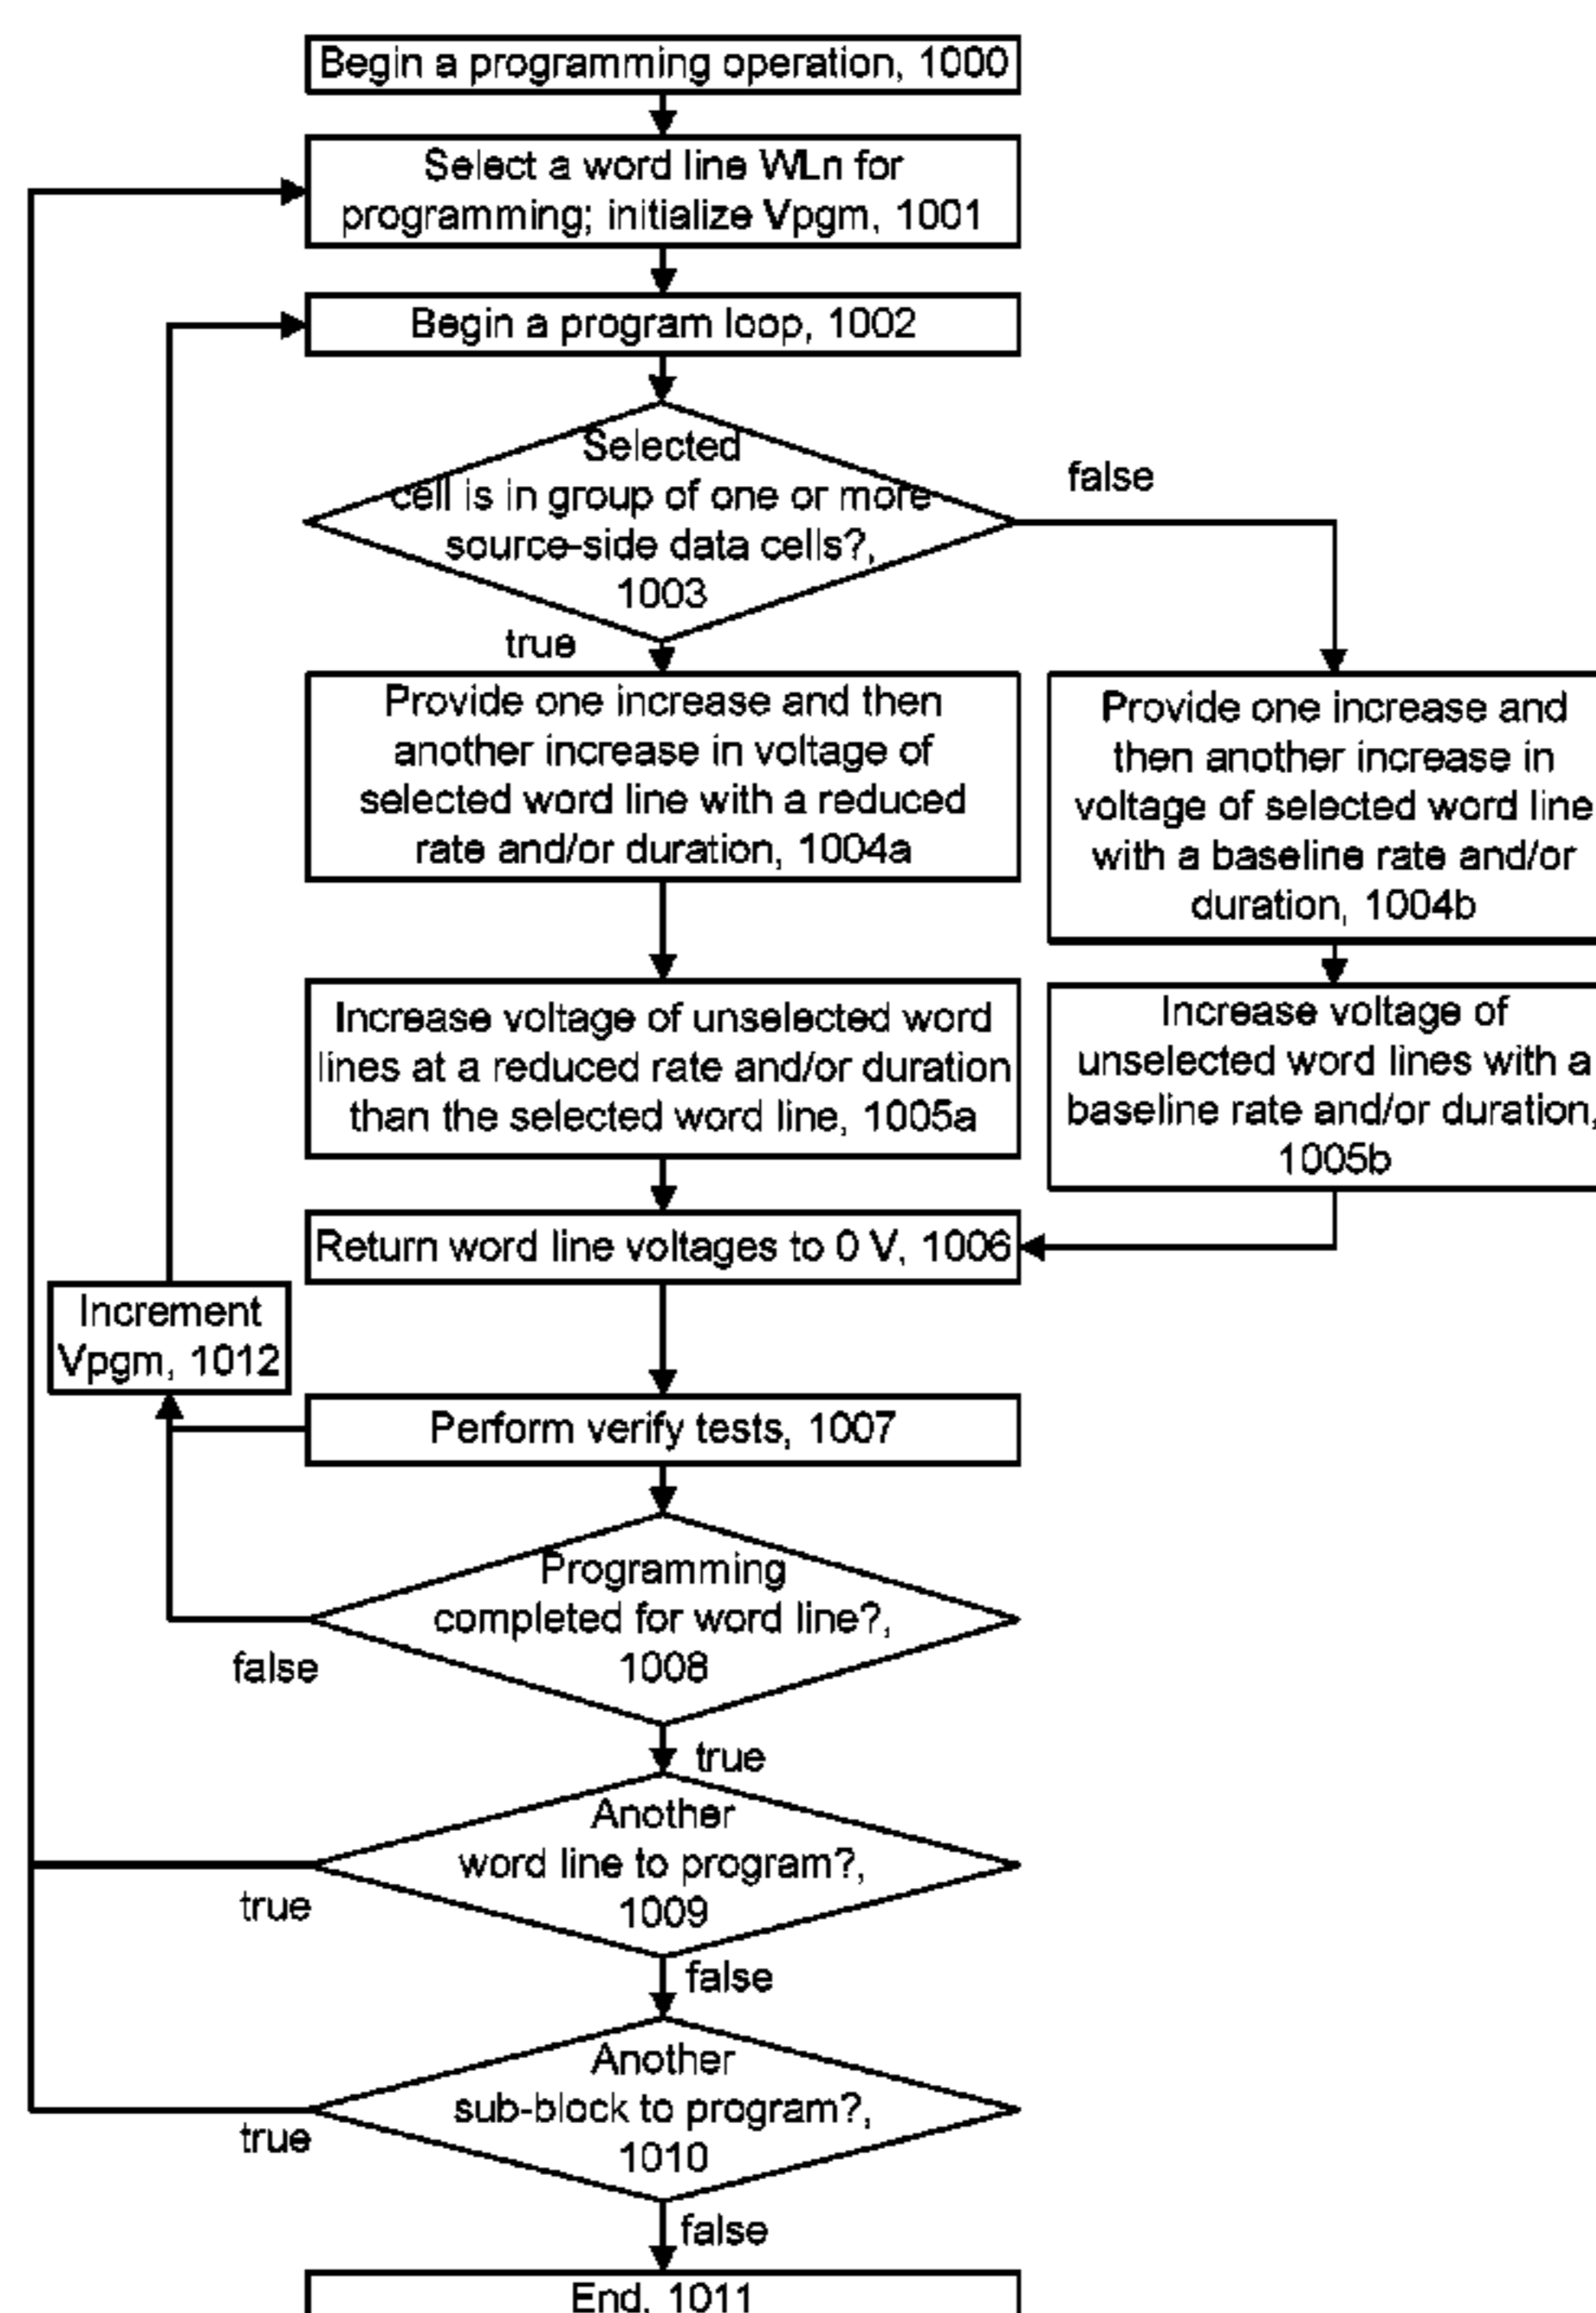 Begin a programming operation, 1000
Select a word line WLn for
programming; initialize Vpgm, 1001
Begin a program loop, 1002
Selected
cell is in group of one or more
source-side data cells?,
1003
false
true
Provide one increase and then
another increase in voltage of
selected word line with a reduced
rate and/or duration, 1004a
Provide one increase and
then another increase in
voltage of selected word line
with a baseline rate and/or
duration, 1004b
Increase voltage of unselected word
lines at a reduced rate and/or duration
than the selected word line, 1005a
Increase voltage of
unselected word lines with a
baseline rate and/or duration,
1005b
Return word line voltages to 0 V, 1006
Increment
Vpgm, 1012
Perform verify tests, 1007
Programming
completed for word line?,
1008
false
true
Another
word line to program?,
1009
true
false
Another
sub-block to program?,
1010
true
false
End, 1011